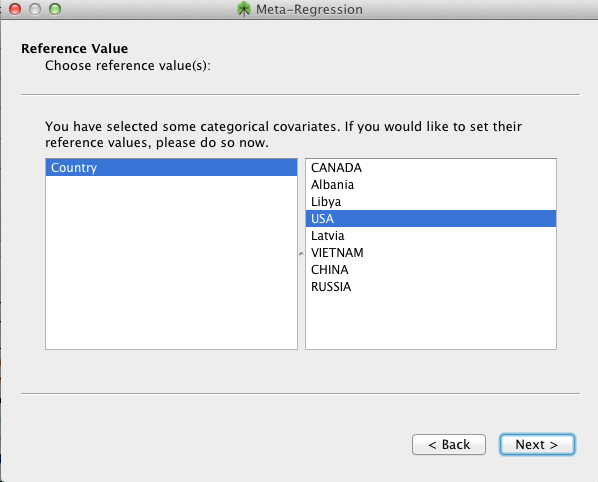 Meta-Regression
Reference Value
Choose reference value(s):
You have selected some categorical covariates. If you would like to set their
reference values, please do so now.
Country
CANADA
Albania
Libya
USA
Latvia
VIETNAM
CHINA
RUSSIA
< Back
Next >